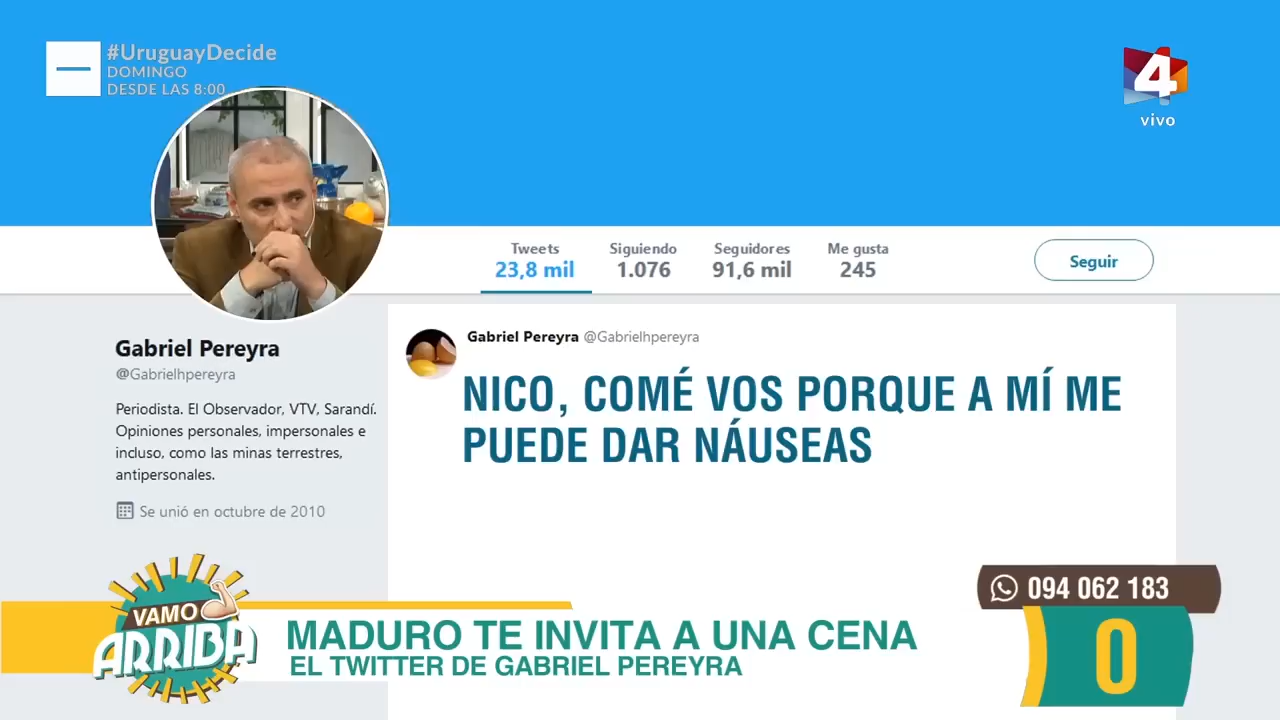 #UruguayDecide
DOMINGO
DESDE LAS 8:00
4
vivo
Tweets
23,8 mil
Siguiendo
1.076
Seguidores
91,6 mil
Me gusta
245
Seguir
Gabriel Pereyra
@Gabrielhpereyra
Periodista. El Observador, VTV, Sarandí.
Opiniones personales, impersonales e
incluso, como las minas terrestres,
antipersonales.
Se unió en octubre de 2010
Gabriel Pereyra @Gabrielhpereyra
NICO, COMÉ VOS PORQUE A MÍ ME
PUEDE DAR NÁUSEAS
VAMO
ARRIBA
MADURO TE INVITA A UNA CENA
EL TWITTER DE GABRIEL PEREYRA
094 062 183
0